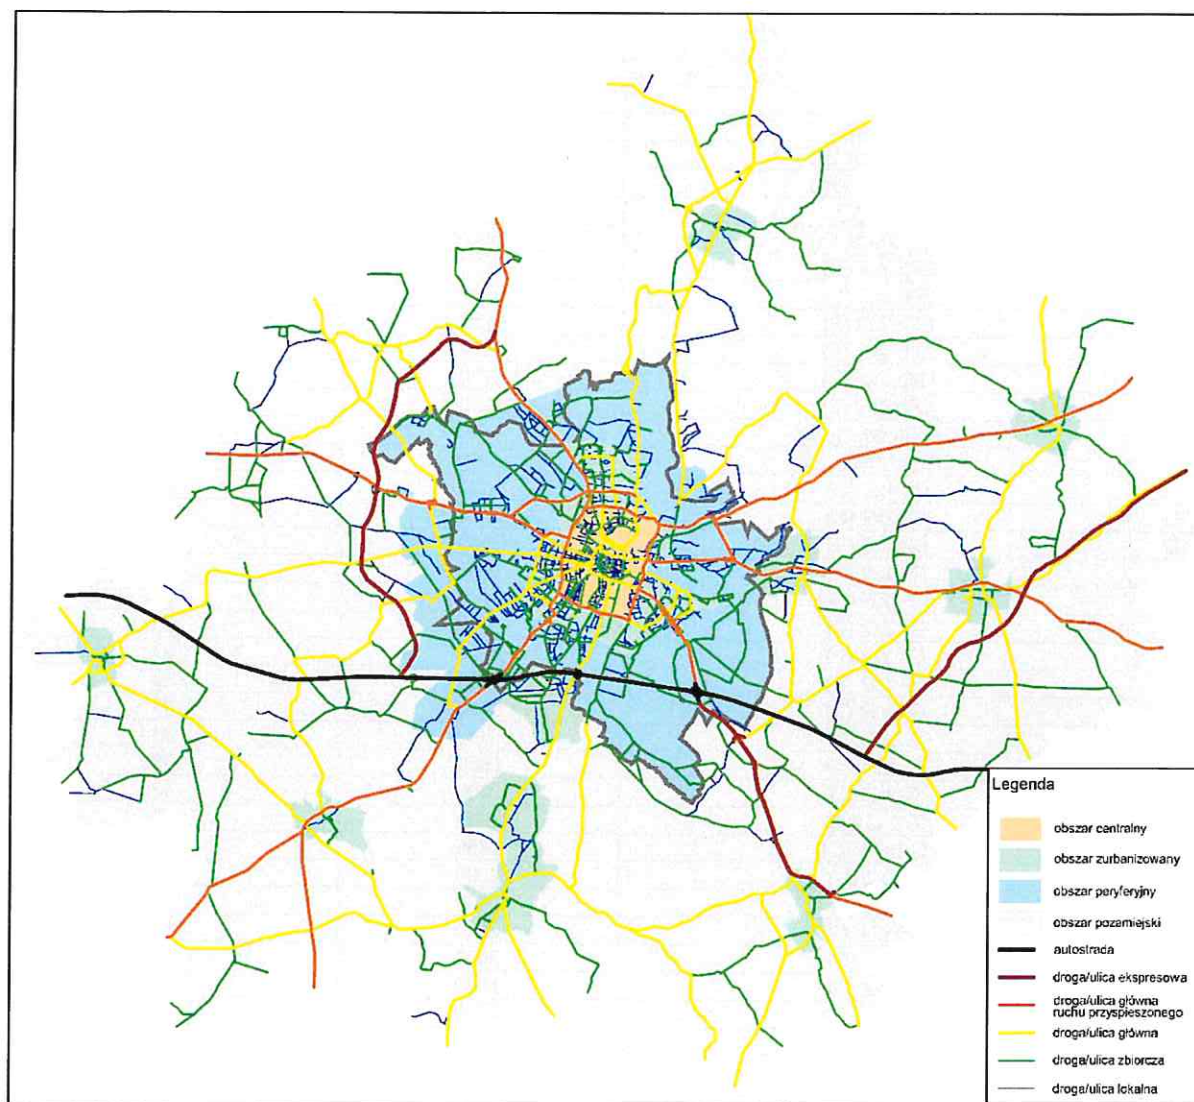 Legenda
obszar centralny
obszar zurbanizowany
obszar peryferyjny
obszar pozamiejski
autostrada
droga/ulica ekspresowa
droga/ulica główna
ruchu przyspieszonego
droga/ulica główna
droga/ulica zbiorcza
droga/ulica lokalna